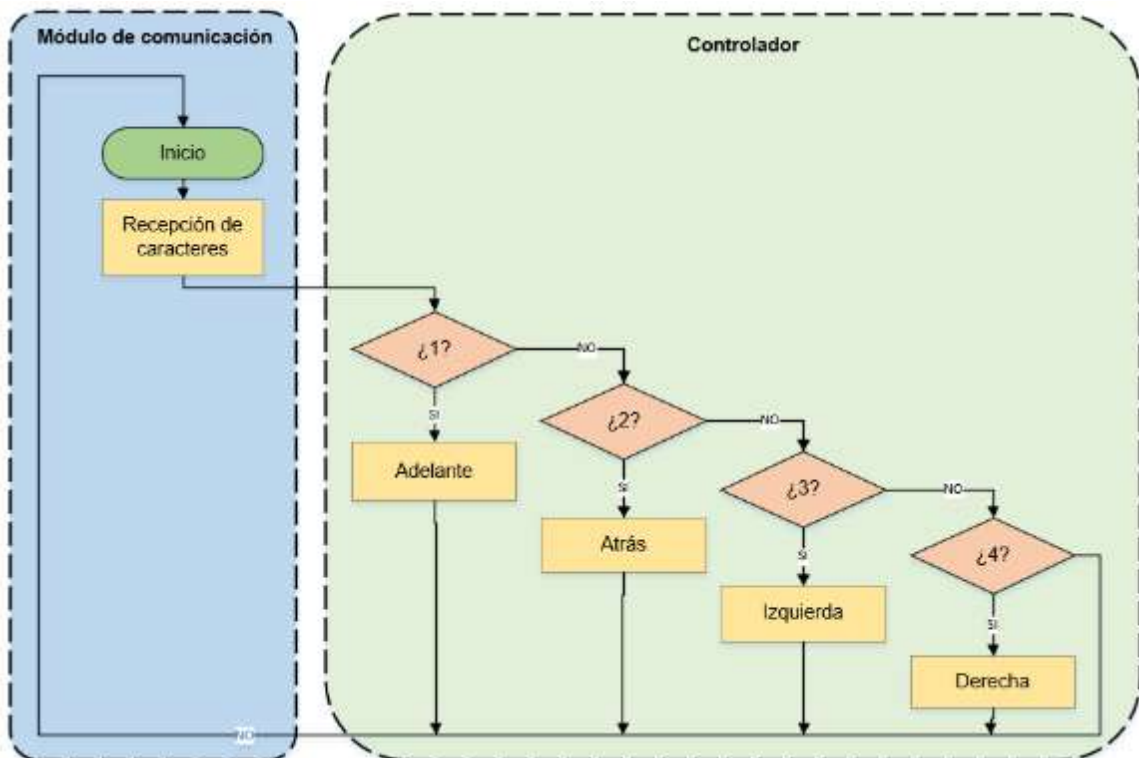 Módulo de comunicación
Controlador
Inicio
Recepción de
caracteres
¿1?
NO
SI
Adelante
¿2?
NO
SI
Atrás
¿3?
NO
SI
Izquierda
¿4?
SI
Derecha
NO